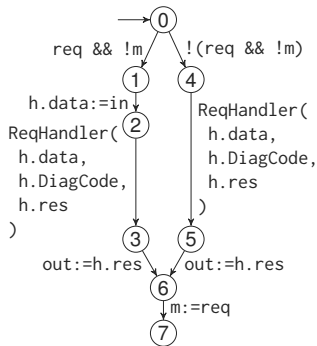 0
req && !m
!(req && !m)
1
4
h.data:=in
2
ReqHandler(
h.data,
h.DiagCode,
h.res
)
ReqHandler(
h.data,
h.DiagCode,
h.res
)
3
5
out:=h.res
out:=h.res
6
m:=req
7